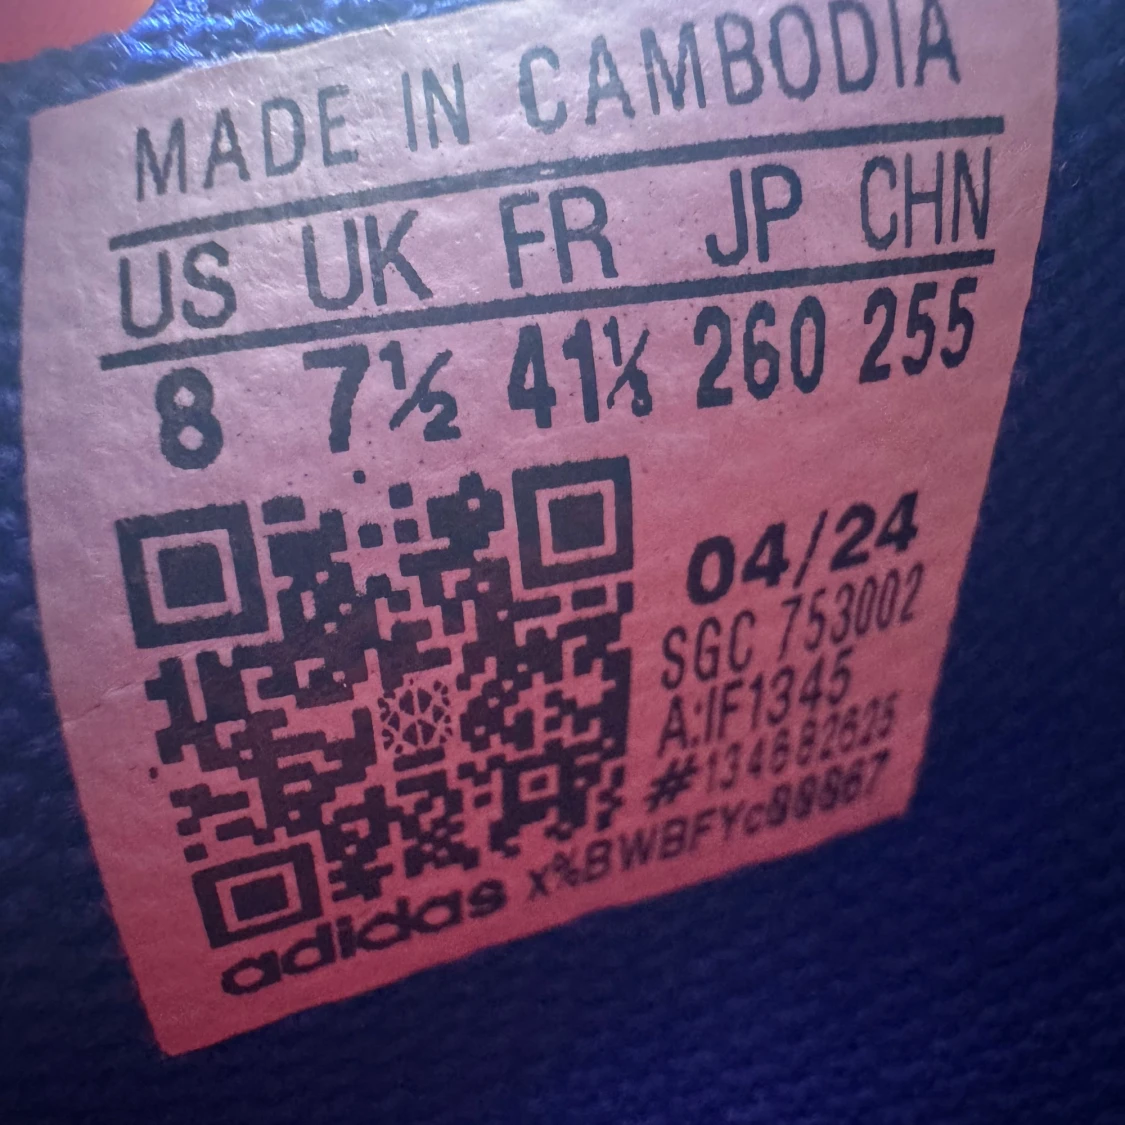 MADE IN CAMBODIA
US UK FR JP CHN
8 7½ 41⅓ 260 255
04/24
SGC 753002
A:IF1345
#134682625
adidas